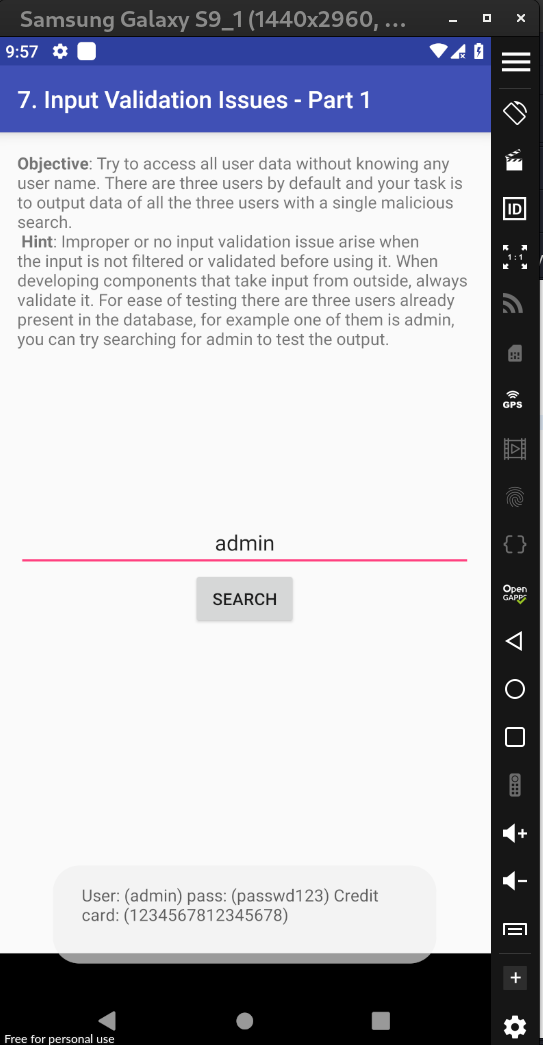 Samsung Galaxy S9_1 (1440x2960, ...
9:57
7. Input Validation Issues - Part 1
Objective: Try to access all user data without knowing any
user name. There are three users by default and your task is
to output data of all the three users with a single malicious
search.
Hint: Improper or no input validation issue arise when
the input is not filtered or validated before using it. When
developing components that take input from outside, always
validate it. For ease of testing there are three users already
present in the database, for example one of them is admin,
you can try searching for admin to test the output.
admin
SEARCH
User: (admin) pass: (passwd123) Credit
card: (1234567812345678)
Free for personal use
ID
1:1
GPS
Open
GAPPS